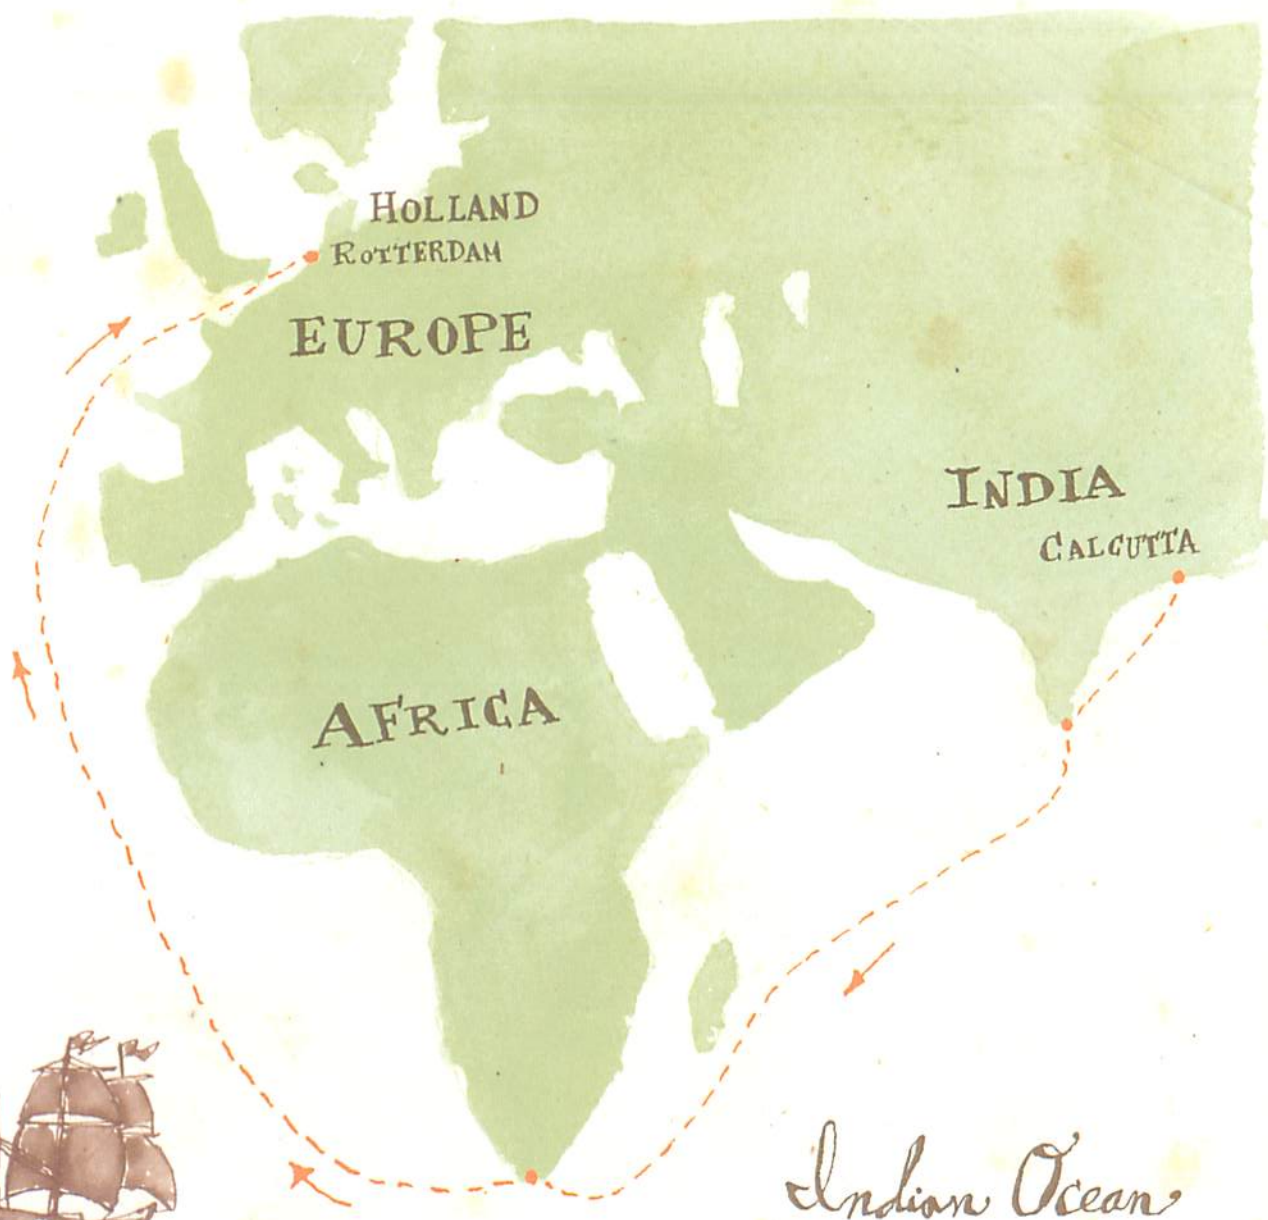 HOLLAND
ROTTERDAM
EUROPE
INDIA
CALCUTTA
AFRICA
Indian Ocean